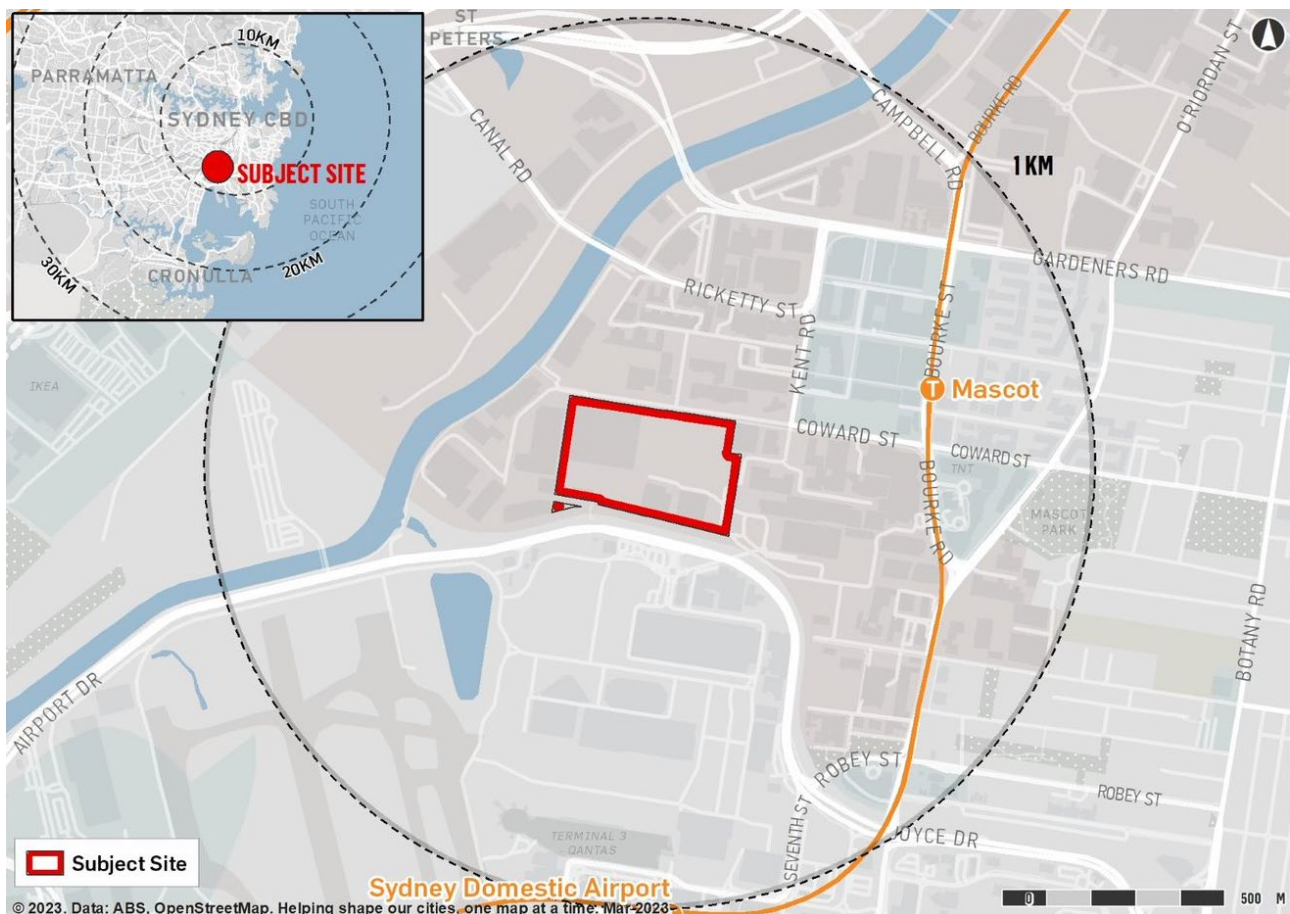 10KM
PARRAMATTA
SYDNEY CBD
SUBJECT SITE
SOUTH
PACIFIC
OCEAN
20KM
30KM
CRONULLA
ST
PETERS
CANAL RD
CAMPBELL RD
BOURKE RD
O'RIORDAN ST
1 KM
GARDENERS RD
RICKETTY ST
KENT RD
BOURKE ST
IKEA
T Mascot
COWARD ST
COWARD ST
TNT
MASCOT
PARK
BOURKE RD
BOTANY RD
AIRPORT DR
ROBEY ST
ROBEY ST
SEVENTH ST
JOYCE DR
TERMINAL 3
QANTAS
Subject Site
Sydney Domestic Airport
0 500 M
© 2023. Data: ABS, OpenStreetMap. Helping shape our cities, one map at a time. Mar-2023